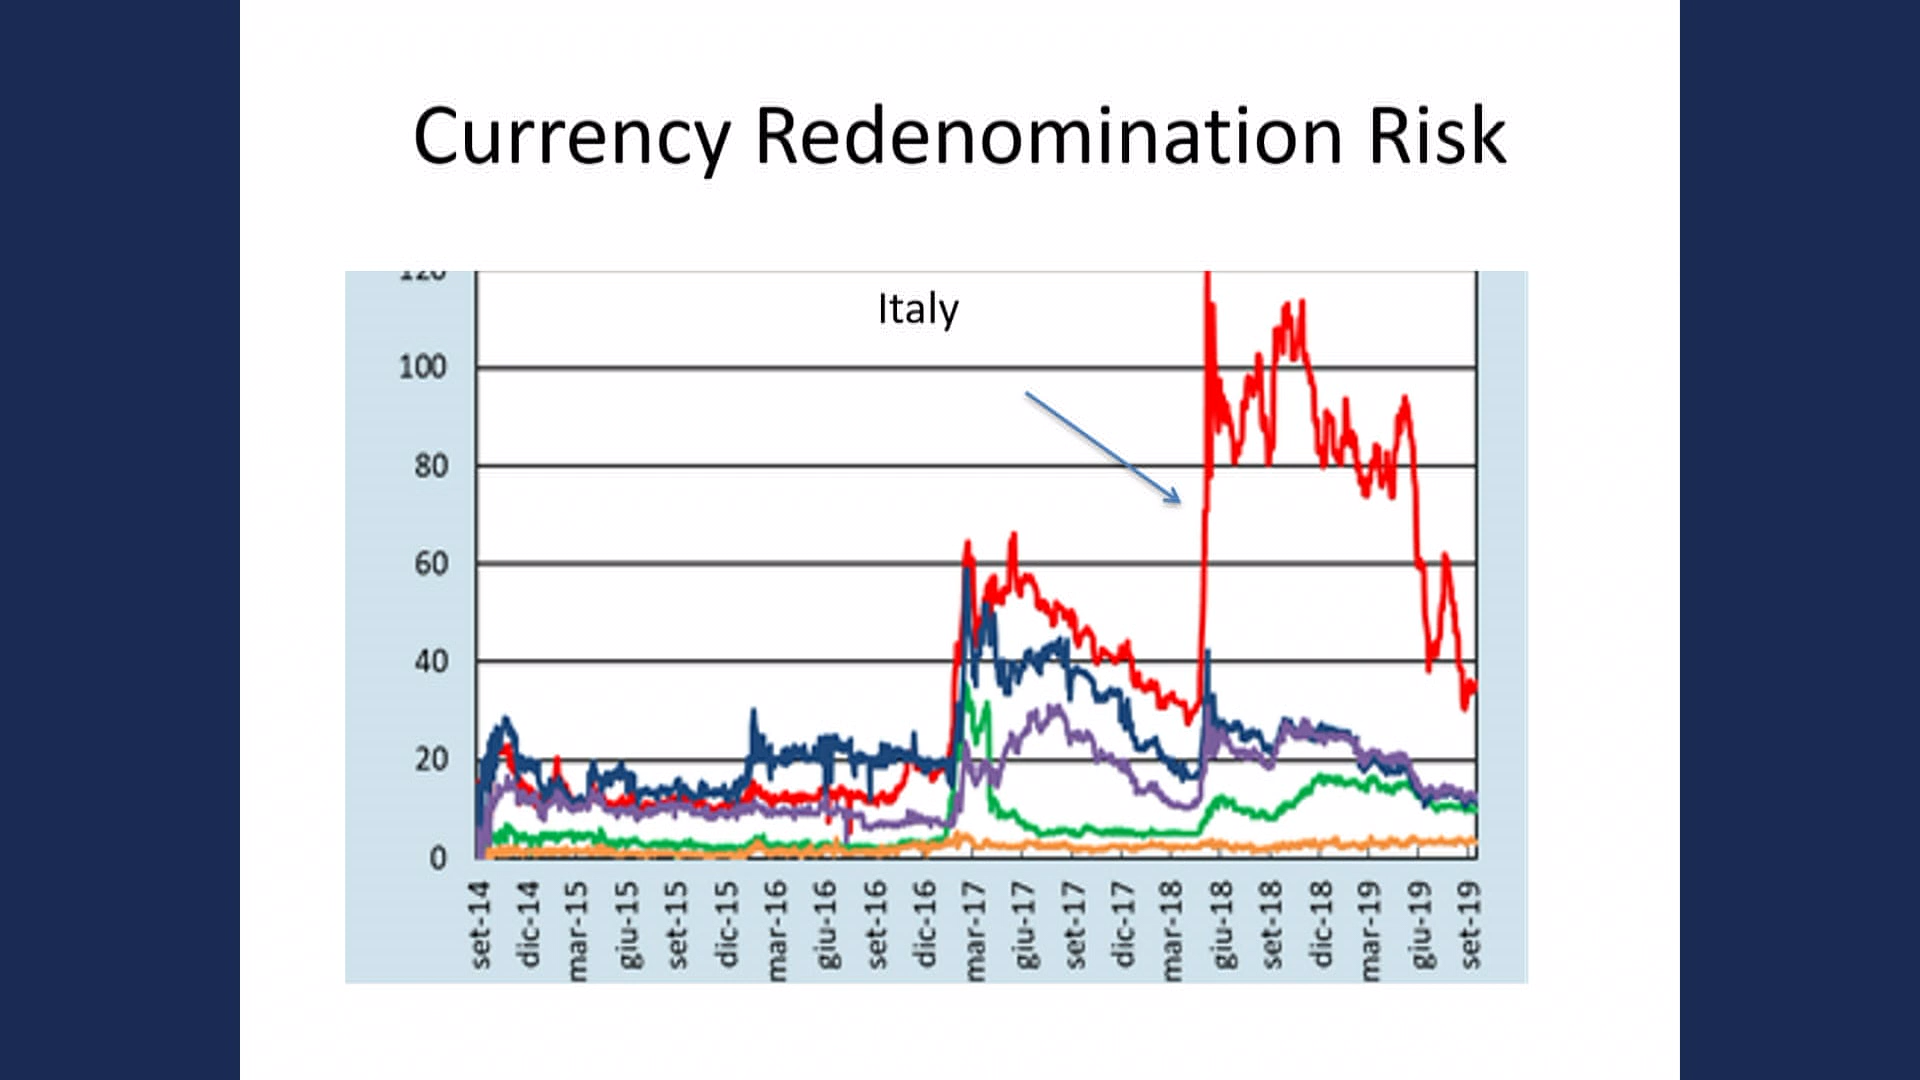 Currency Redenomination Risk
120
Italy
100
80
60
40
20
0
set-14
dic-14
mar-15
giu-15
set-15
dic-15
mar-16
giu-16
set-16
dic-16
mar-17
giu-17
set-17
dic-17
mar-18
giu-18
set-18
dic-18
mar-19
giu-19
set-19